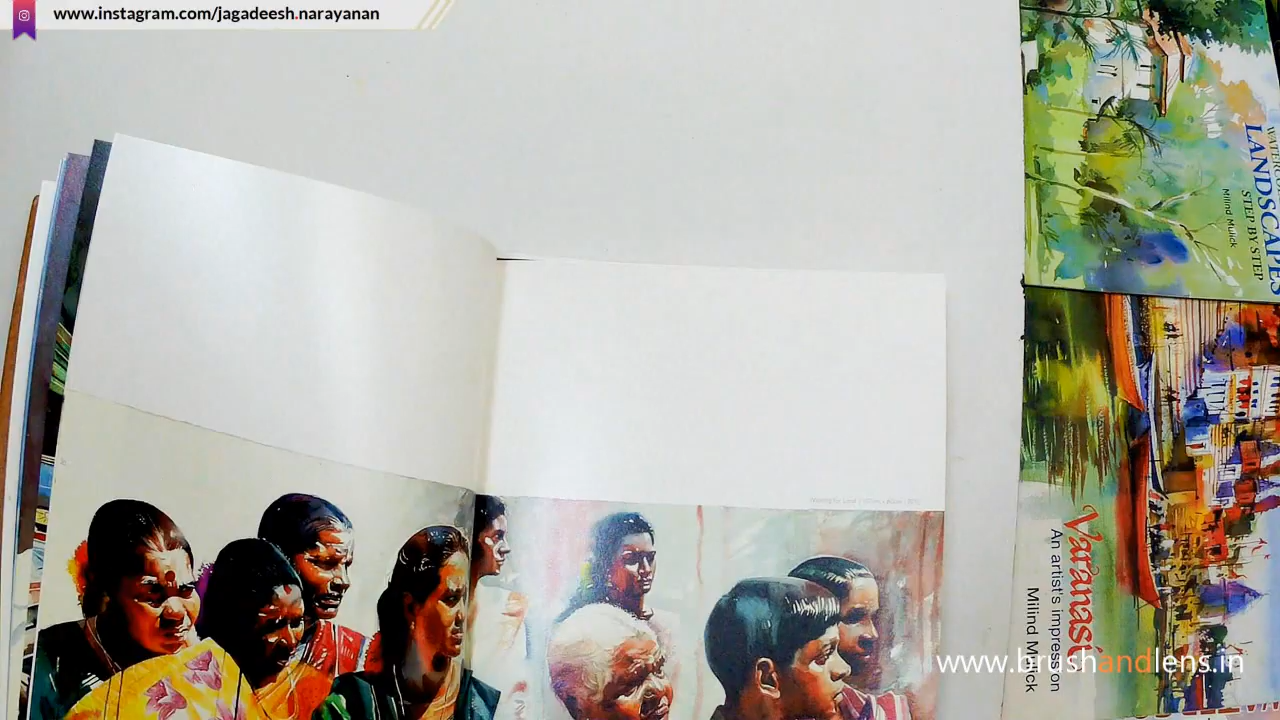 www.instagram.com/jagadeesh.narayanan
LANDSCAPES
STEP BY STEP
Milind Mulick
Varanasi
An artist's impression
Milind Mulick
www.brushandlens.in